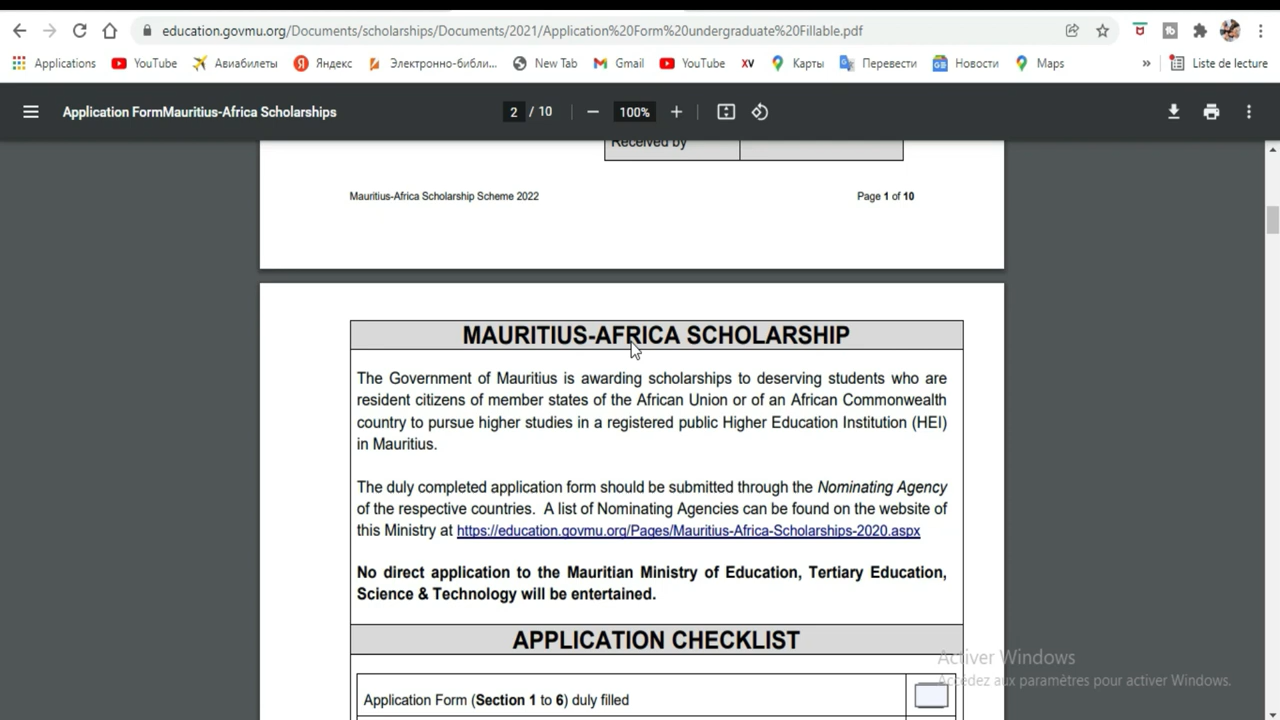 education.govmu.org/Documents/scholarships/Documents/2021/Application%20Form%20undergraduate%20Fillable.pdf
Applications YouTube Авиабилеты Яндекс Электронно-библи... New Tab Gmail YouTube XV Карты Перевести Новости Maps » Liste de lecture
Application FormMauritius-Africa Scholarships 2 / 10 100%
Received by
Mauritius-Africa Scholarship Scheme 2022 Page 1 of 10
MAURITIUS-AFRICA SCHOLARSHIP
The Government of Mauritius is awarding scholarships to deserving students who are
resident citizens of member states of the African Union or of an African Commonwealth
country to pursue higher studies in a registered public Higher Education Institution (HEI)
in Mauritius.
The duly completed application form should be submitted through the Nominating Agency
of the respective countries. A list of Nominating Agencies can be found on the website of
this Ministry at https://education.govmu.org/Pages/Mauritius-Africa-Scholarships-2020.aspx
No direct application to the Mauritian Ministry of Education, Tertiary Education,
Science & Technology will be entertained.
APPLICATION CHECKLIST
Activer Windows
Accédez aux paramètres pour activer Windows.
Application Form (Section 1 to 6) duly filled